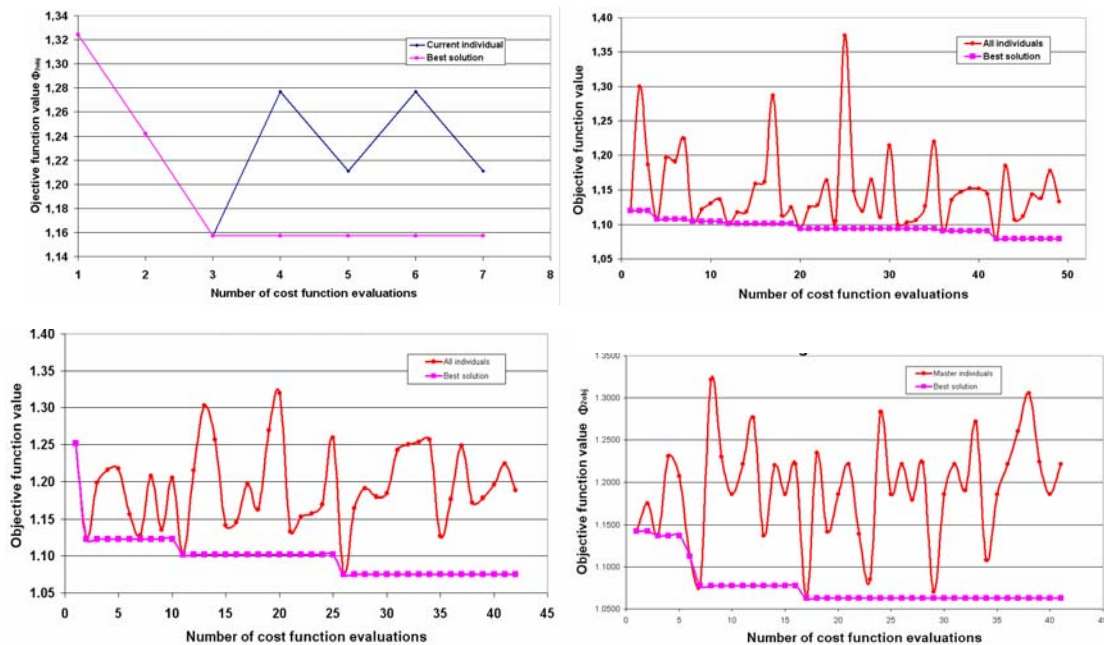 1,34
1,32
1,30
1,28
1,26
1,24
1,22
1,20
1,18
1,16
1,14
Ojective function value Φ2obj
Current individual
Best solution
1 2 3 4 5 6 7 8
Number of cost function evaluations
1,40
1,35
1,30
1,25
1,20
1,15
1,10
1,05
Objective function value
All individuals
Best solution
0 10 20 30 40 50
Number of cost function evaluations
1.40
1.35
1.30
1.25
1.20
1.15
1.10
1.05
Objective function value
All individuals
Best solution
0 5 10 15 20 25 30 35 40 45
Number of cost function evaluations
1.3500
1.3000
1.2500
1.2000
1.1500
1.1000
1.0500
Objective function value Φ2obj
Master individuals
Best solution
0 5 10 15 20 25 30 35 40 45
Number of cost function evaluations